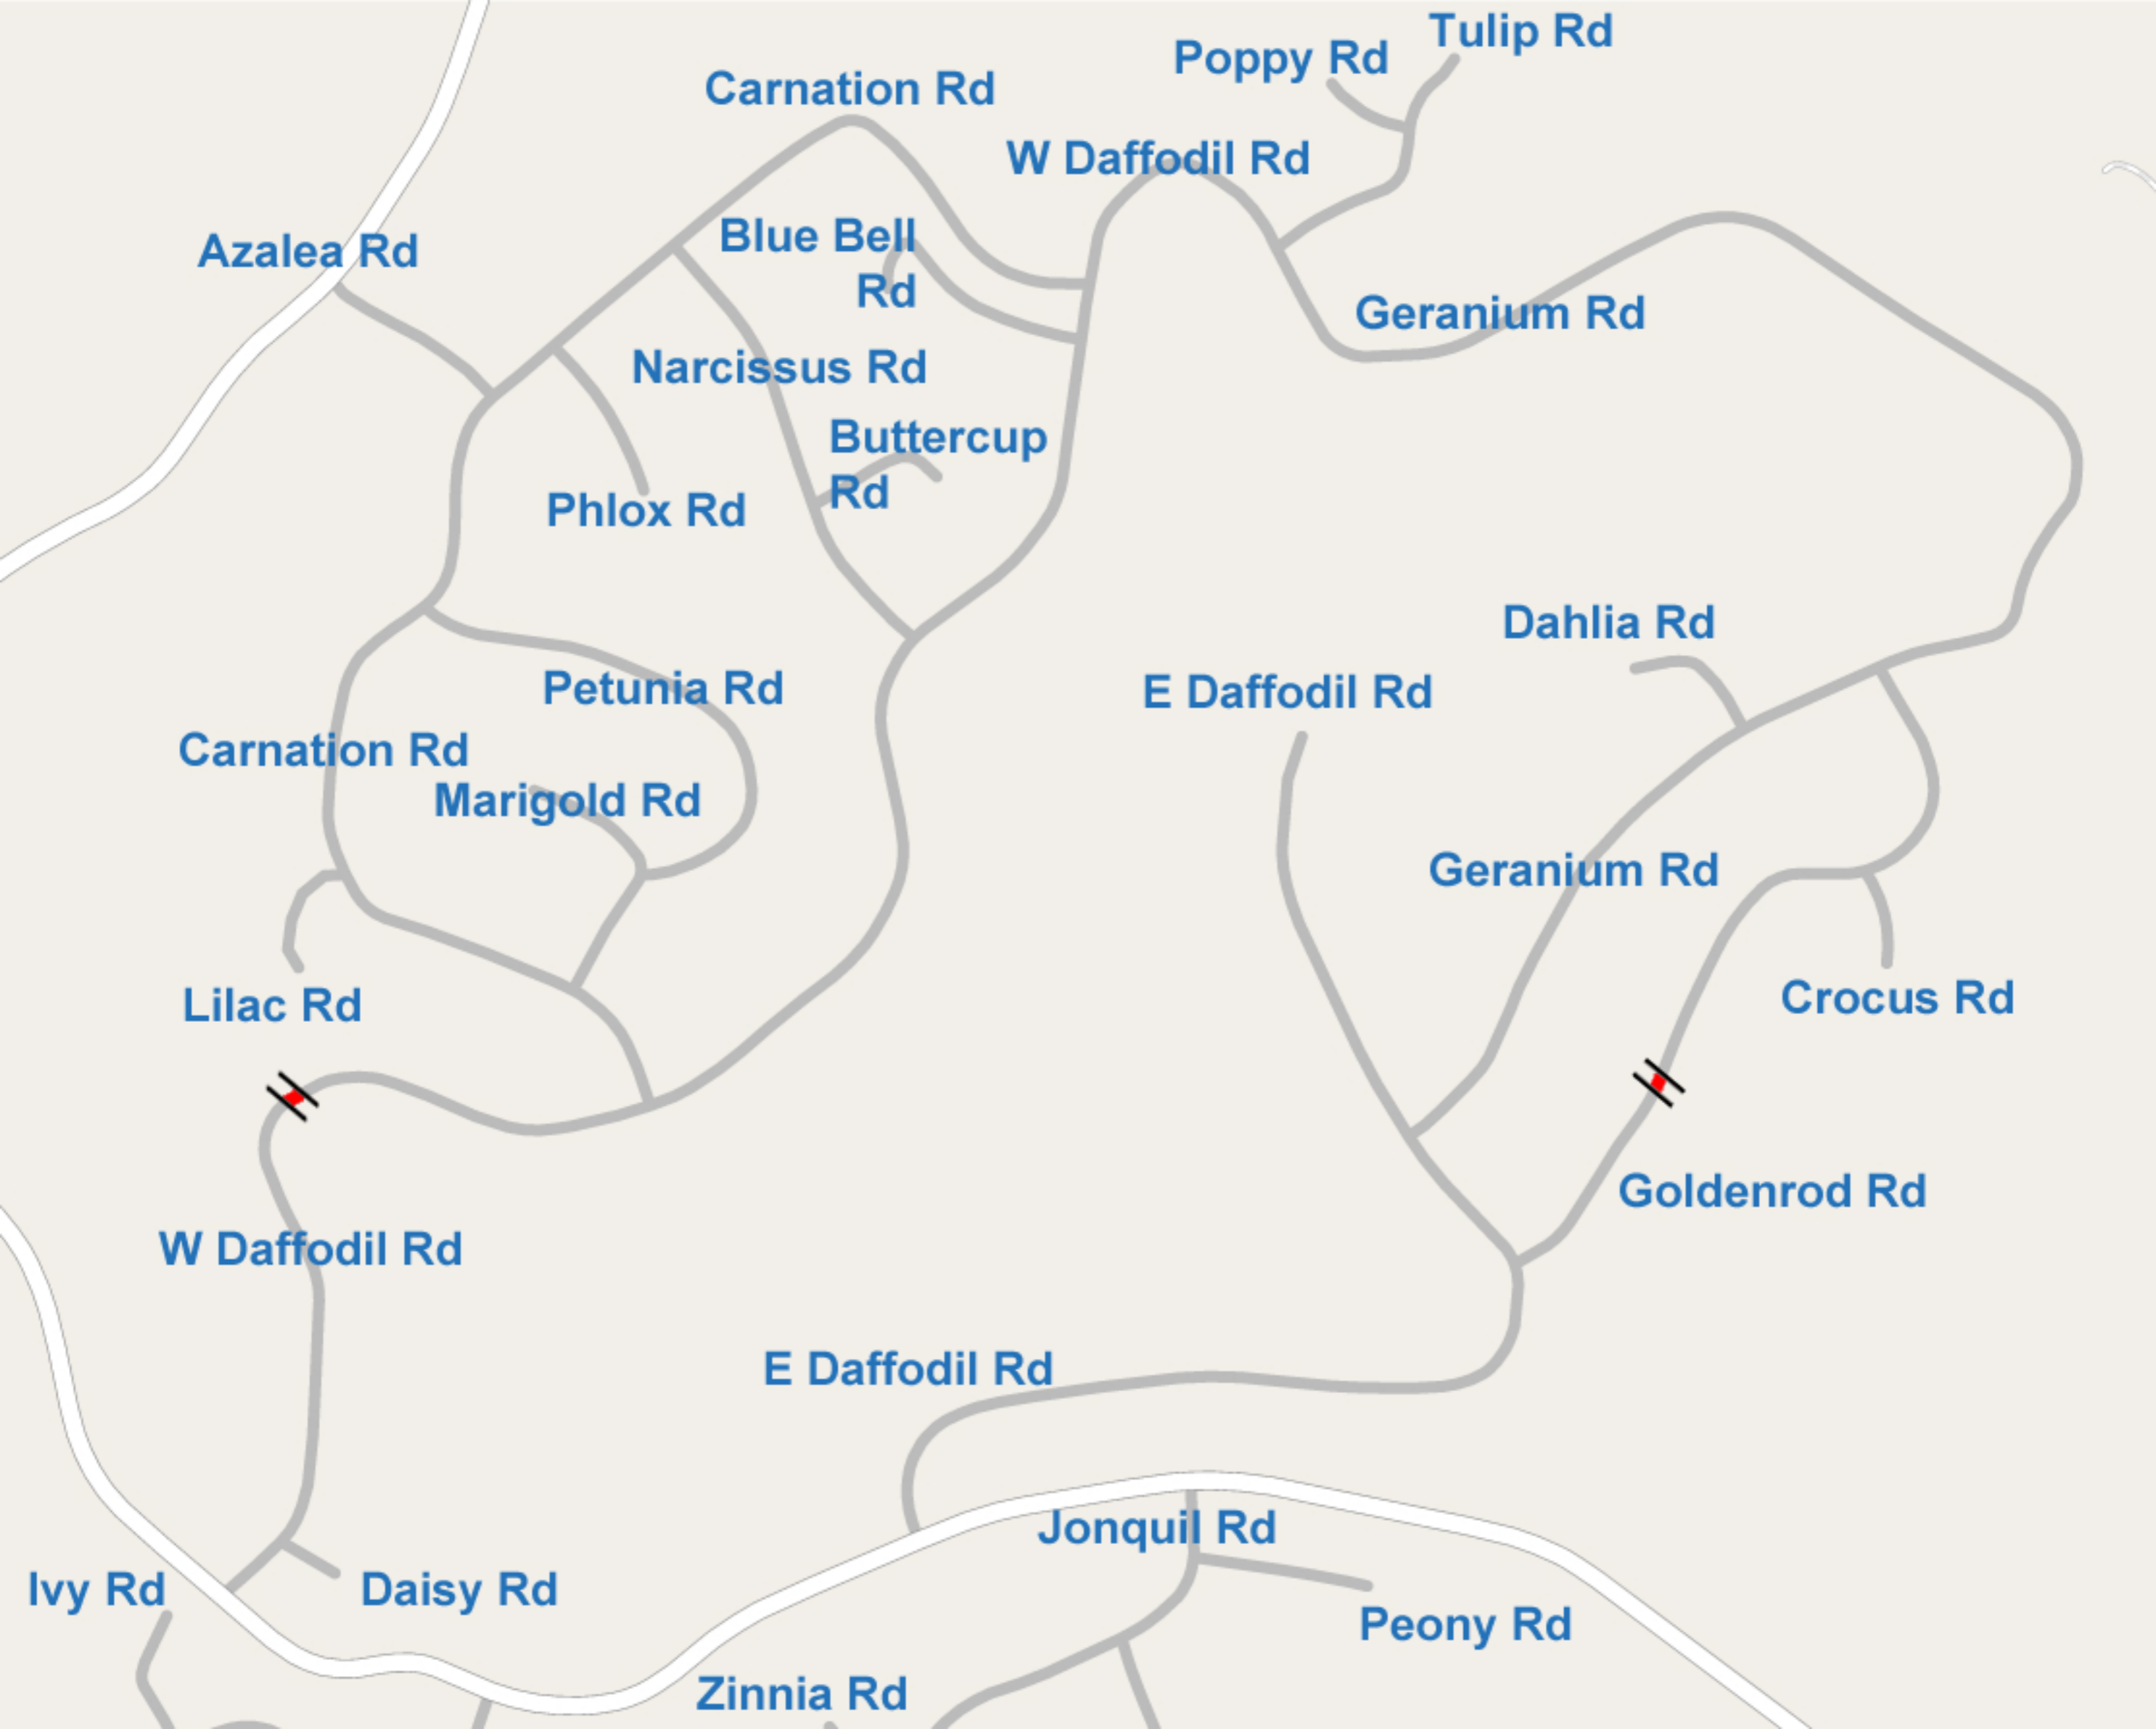 Tulip Rd
Poppy Rd
Carnation Rd
W Daffodil Rd
Blue Bell
Rd
Azalea Rd
Geranium Rd
Narcissus Rd
Buttercup
Rd
Phlox Rd
Dahlia Rd
Petunia Rd
E Daffodil Rd
Carnation Rd
Marigold Rd
Geranium Rd
Lilac Rd
Crocus Rd
Goldenrod Rd
W Daffodil Rd
E Daffodil Rd
Jonquil Rd
Ivy Rd
Daisy Rd
Peony Rd
Zinnia Rd